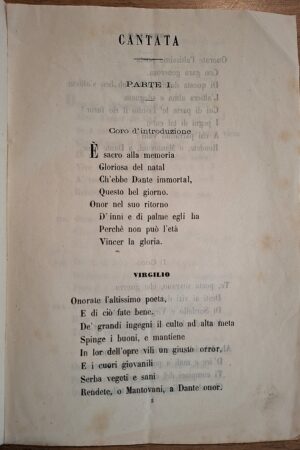 CANTATA
PARTE I.
Coro d'introduzione
È sacro alla memoria
Gloriosa del natal
Ch'ebbe Dante immortal,
Questo bel giorno.
Onor nel suo ritorno
D'inni e di palme egli ha
Perchè non può l'età
Vincer la gloria.
VIRGILIO
Onorate l'altissimo poeta,
E di ciò fate bene.
De' grandi ingegni il culto ad alta meta
Spinge i buoni, e mantiene
In lor dell'opre vili un giusto orror,
E i cuori giovanili
Serba vegeti e sani
Rendete, o Mantovani, a Dante onor.